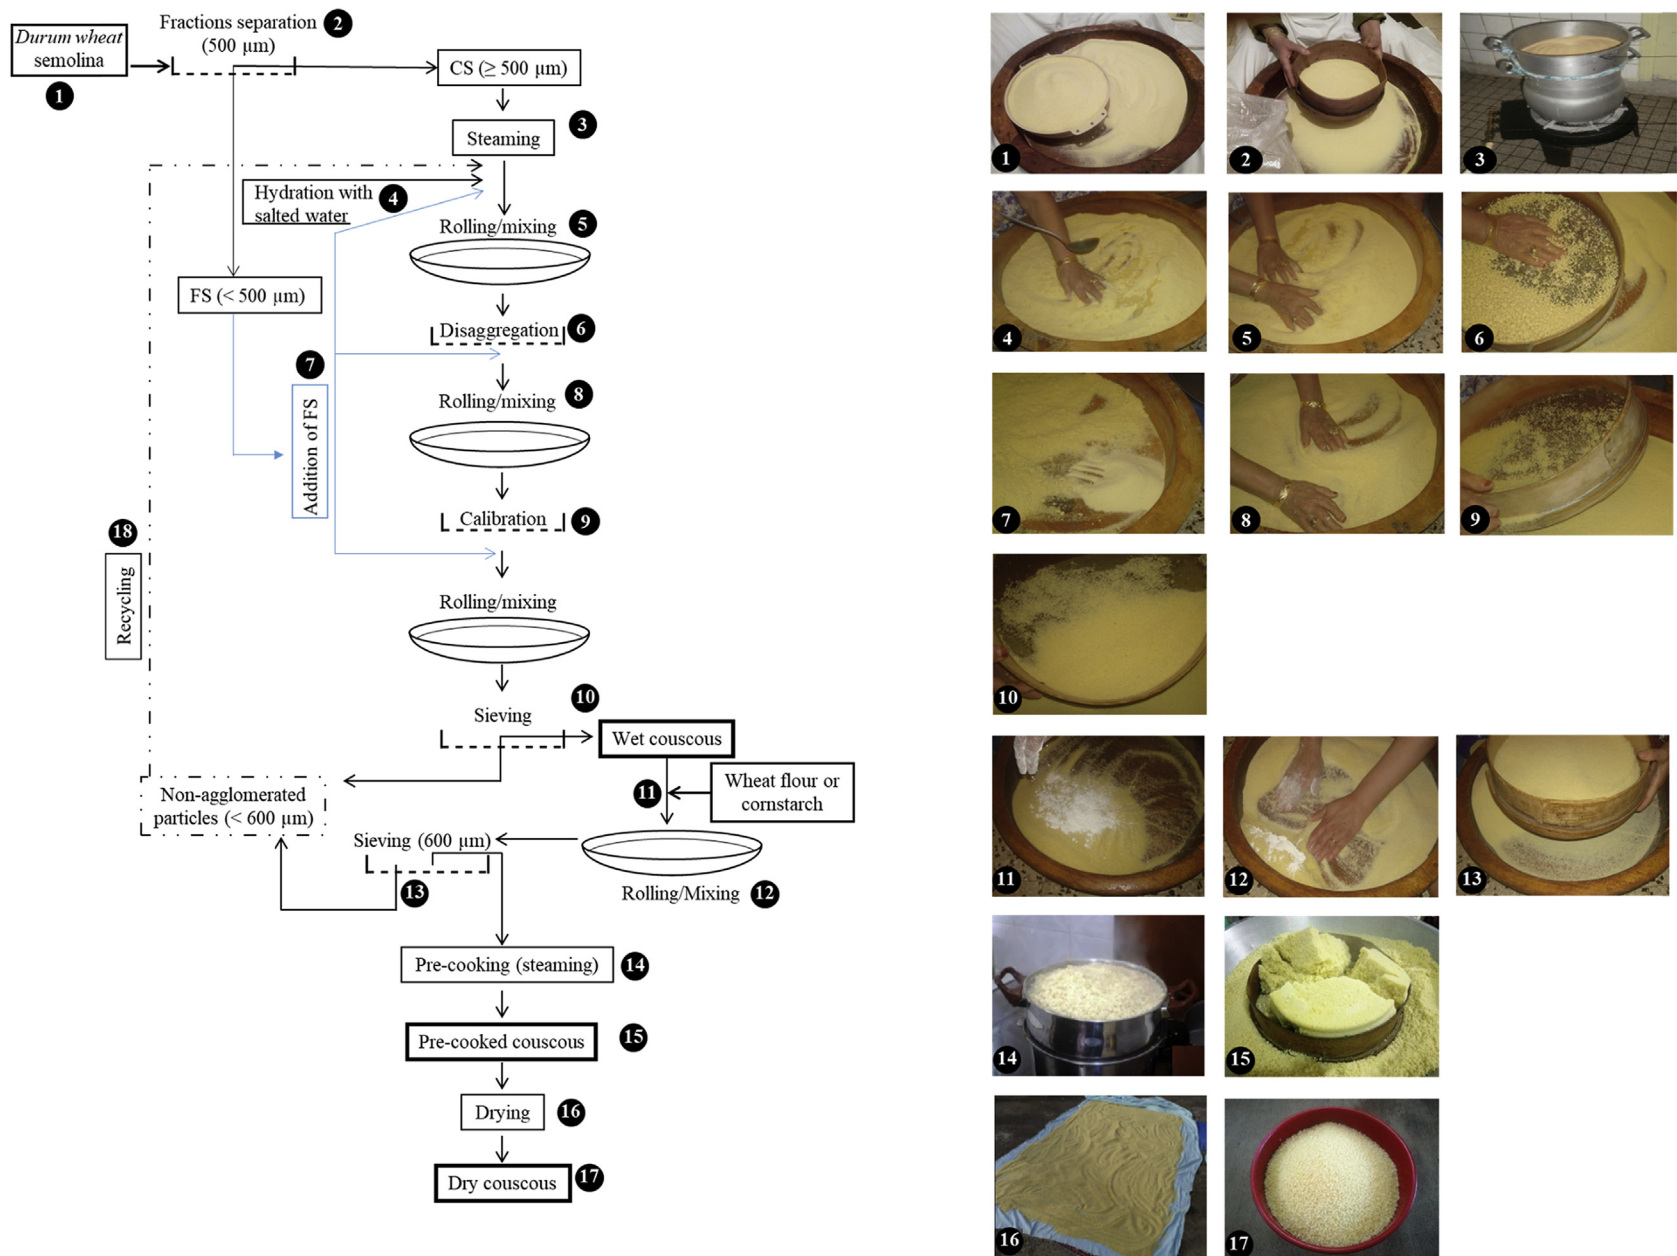 Fractions separation
(500 µm)
2
Durum wheat
semolina
1
CS (≥ 500 µm)
Steaming
3
Hydration with
salted water
4
Rolling/mixing
5
FS (< 500 µm)
Disaggregation
6
7
Addition of FS
Rolling/mixing
8
Calibration
9
18
Recycling
Rolling/mixing
10
Sieving
Wet couscous
11
Wheat flour or
cornstarch
Non-agglomerated
particles (< 600 µm)
Sieving (600 µm)
13
Rolling/Mixing
12
Pre-cooking (steaming)
14
Pre-cooked couscous
15
Drying
16
Dry couscous
17
1
2
3
4
5
6
7
8
9
10
11
12
13
14
15
16
17